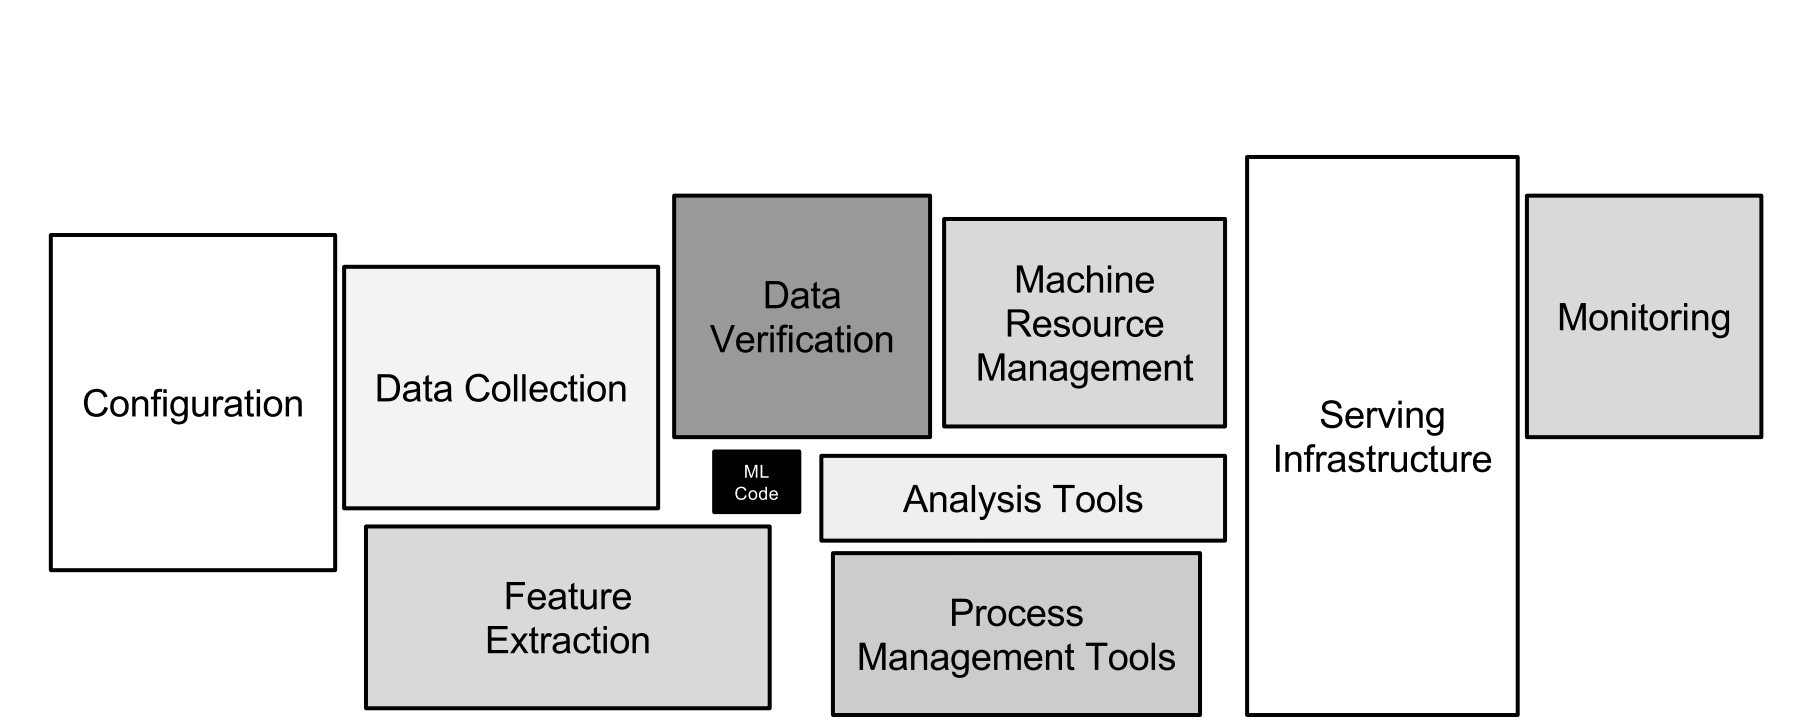 Configuration
Data Collection
Data
Verification
Machine
Resource
Management
Serving
Infrastructure
Monitoring
ML
Code
Analysis Tools
Feature
Extraction
Process
Management Tools